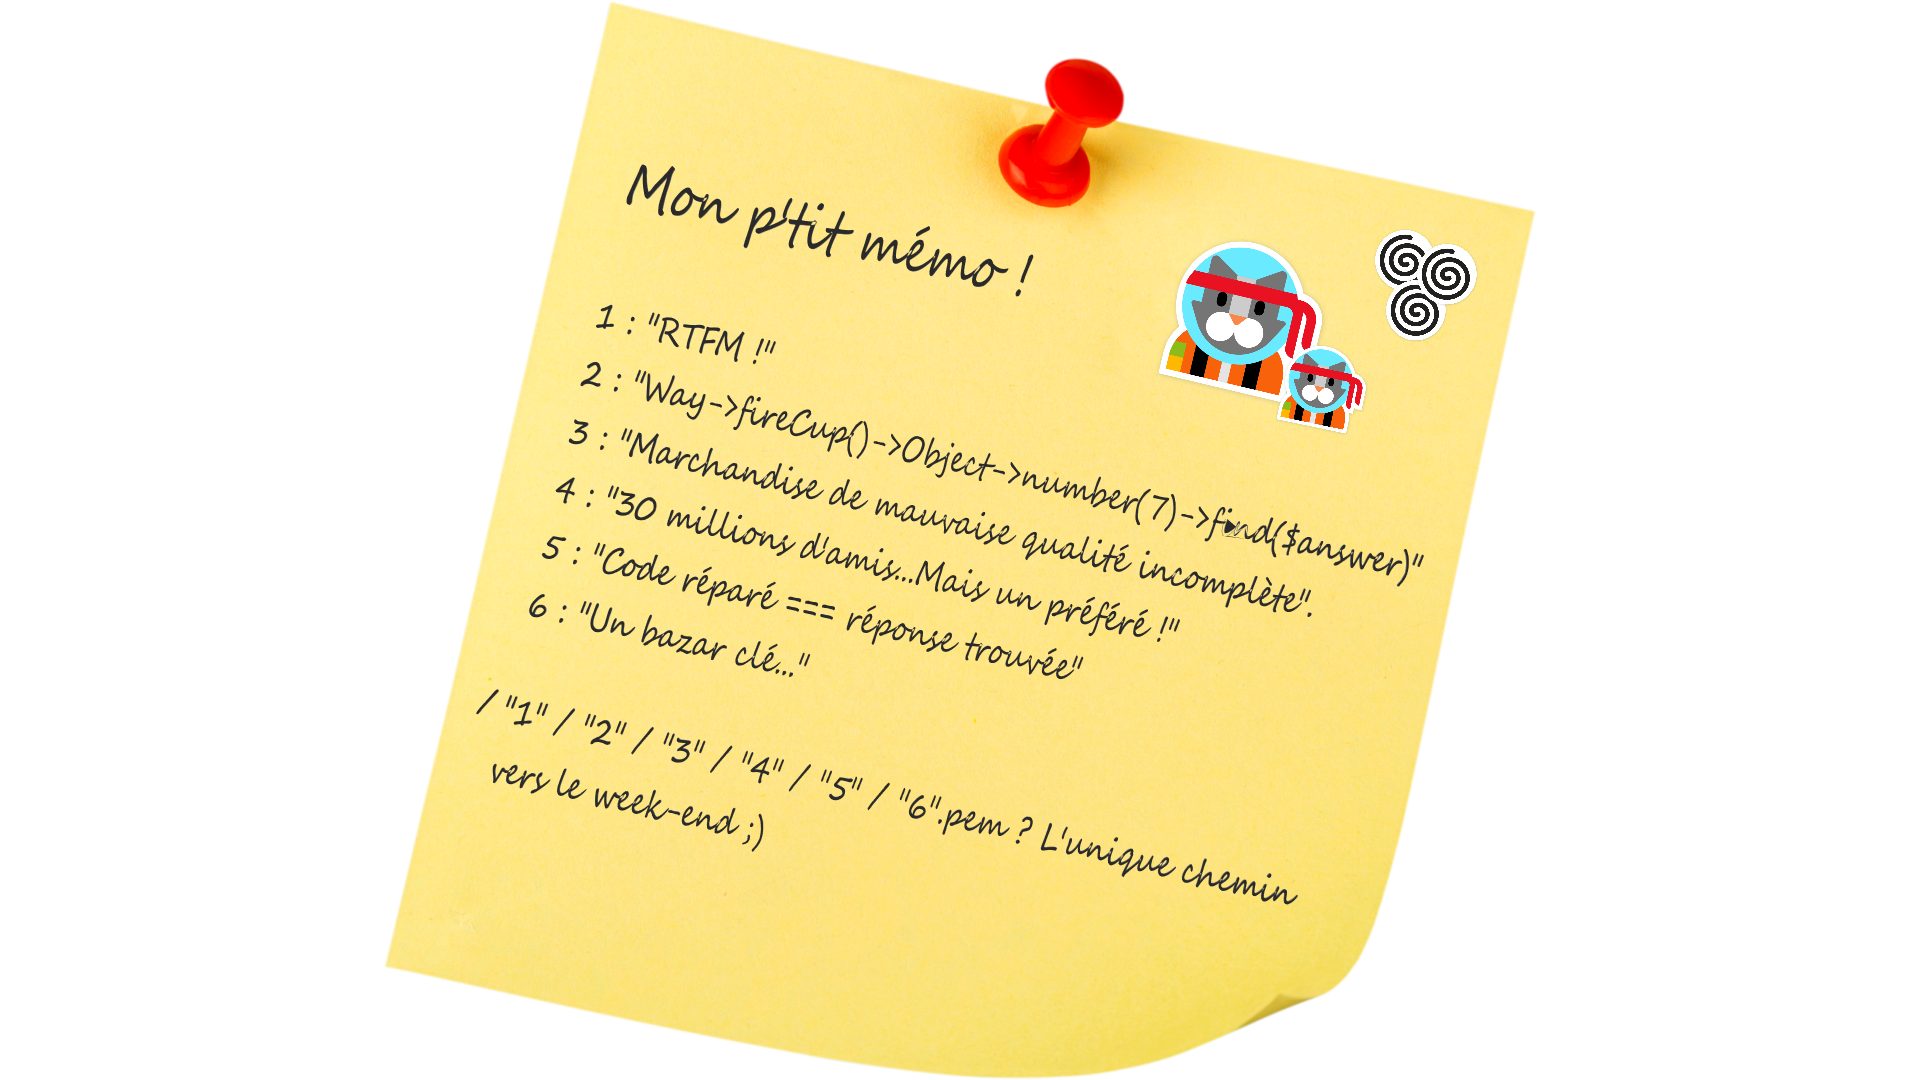 Mon p'tit mémo !
1 : "RTFM !"
2 : "Way->fireCup()->Object->number(7)->find($answer)"
3 : "Marchandise de mauvaise qualité incomplète".
4 : "30 millions d'amis...Mais un préféré !"
5 : "Code réparé === réponse trouvée"
6 : "Un bazar clé..."
/ "1" / "2" / "3" / "4" / "5" / "6".pem ? L'unique chemin
vers le week-end ;)